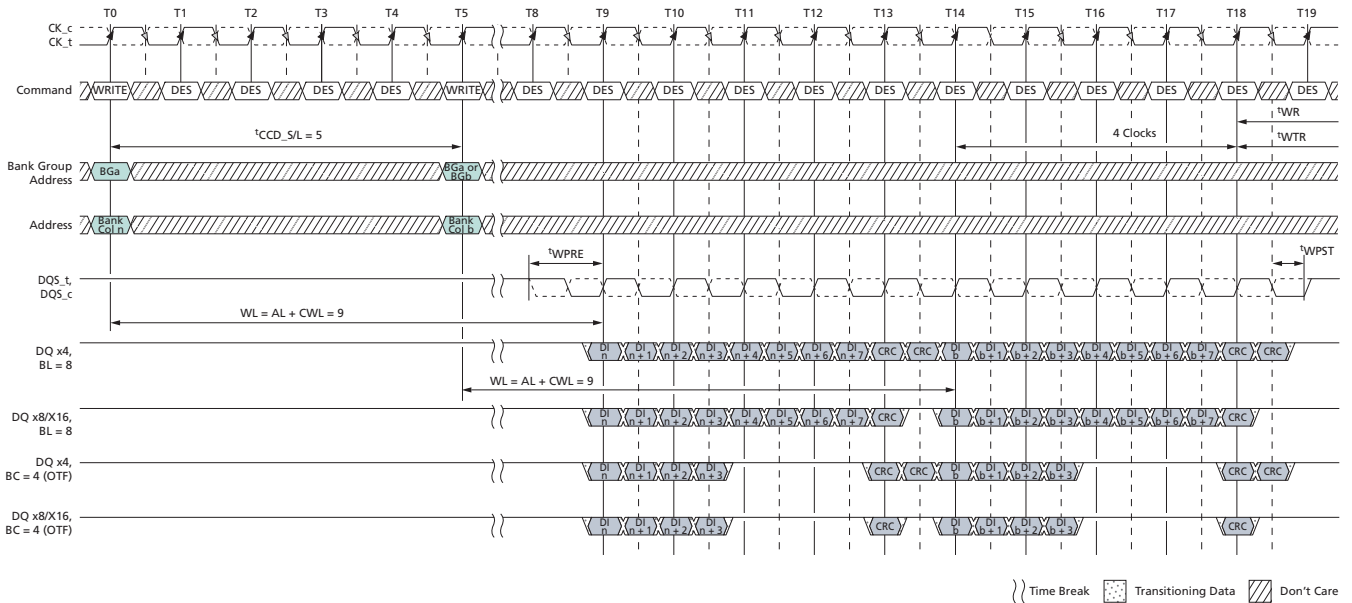 T0 T1 T2 T3 T4 T5 T8 T9 T10 T11 T12 T13 T14 T15 T16 T17 T18 T19
CK_c
CK_t
Command WRITE DES DES DES DES WRITE DES DES DES DES DES DES DES DES DES DES DES DES
tWR
tCCD_S/L = 5
4 Clocks
tWTR
Bank Group
Address
BGa
BGa or
BGb
Address
Bank
Col n
Bank
Col b
tWPRE
tWPST
DQS_t,
DQS_c
WL = AL + CWL = 9
DQ x4,
BL = 8
DI DI DI DI DI DI DI DI CRC CRC DI DI DI DI DI DI DI DI CRC CRC
n n + 1 n + 2 n + 3 n + 4 n + 5 n + 6 n + 7 b b + 1 b + 2 b + 3 b + 4 b + 5 b + 6 b + 7
WL = AL + CWL = 9
DQ x8/X16,
BL = 8
DI DI DI DI DI DI DI DI CRC DI DI DI DI DI DI DI DI CRC
n n + 1 n + 2 n + 3 n + 4 n + 5 n + 6 n + 7 b b + 1 b + 2 b + 3 b + 4 b + 5 b + 6 b + 7
DQ x4,
BC = 4 (OTF)
DI DI DI DI CRC CRC DI DI DI DI CRC CRC
n n + 1 n + 2 n + 3 b b + 1 b + 2 b + 3
DQ x8/X16,
BC = 4 (OTF)
DI DI DI DI CRC DI DI DI DI CRC
n n + 1 n + 2 n + 3 b b + 1 b + 2 b + 3
Time Break Transitioning Data Don't Care